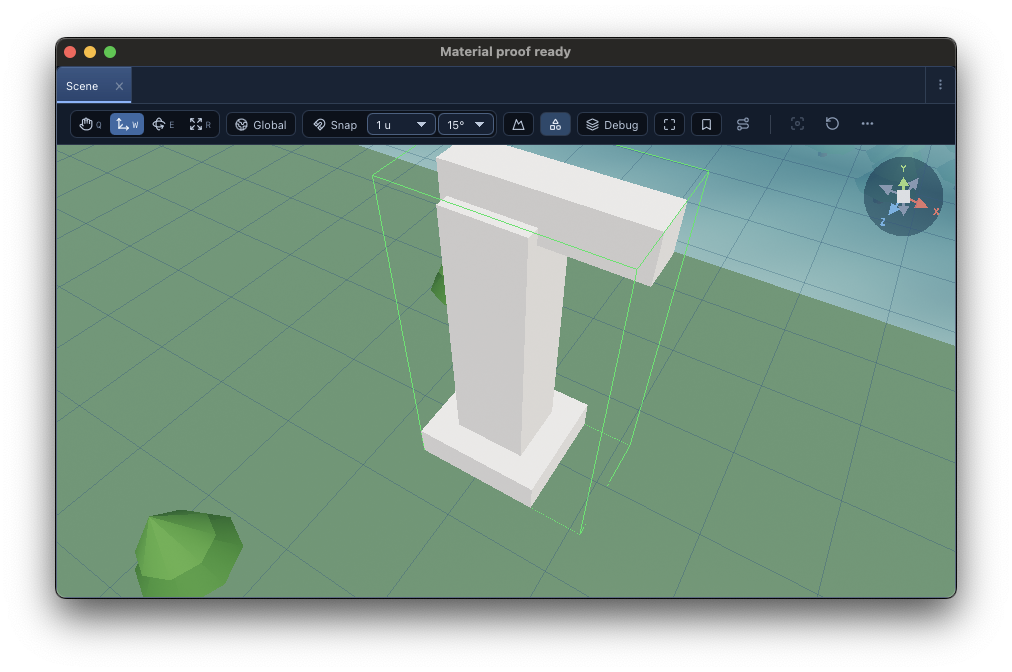 Material proof ready
Scene
Q W E R Global Snap 1 u 15° Debug
Y
X
Z